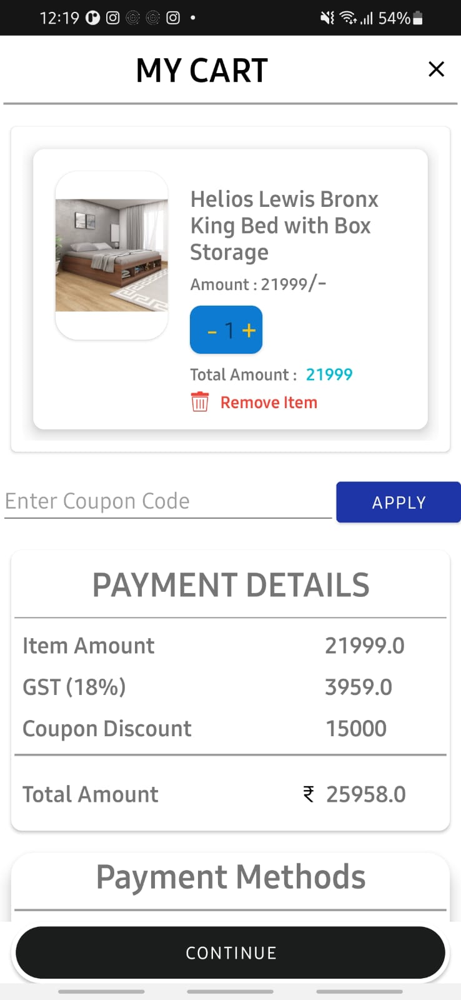 12:19 54%
MY CART
Helios Lewis Bronx
King Bed with Box
Storage
Amount : 21999/-
- 1 +
Total Amount : 21999
Remove Item
Enter Coupon Code APPLY
PAYMENT DETAILS
Item Amount 21999.0
GST (18%) 3959.0
Coupon Discount 15000
Total Amount ₹ 25958.0
Payment Methods
CONTINUE